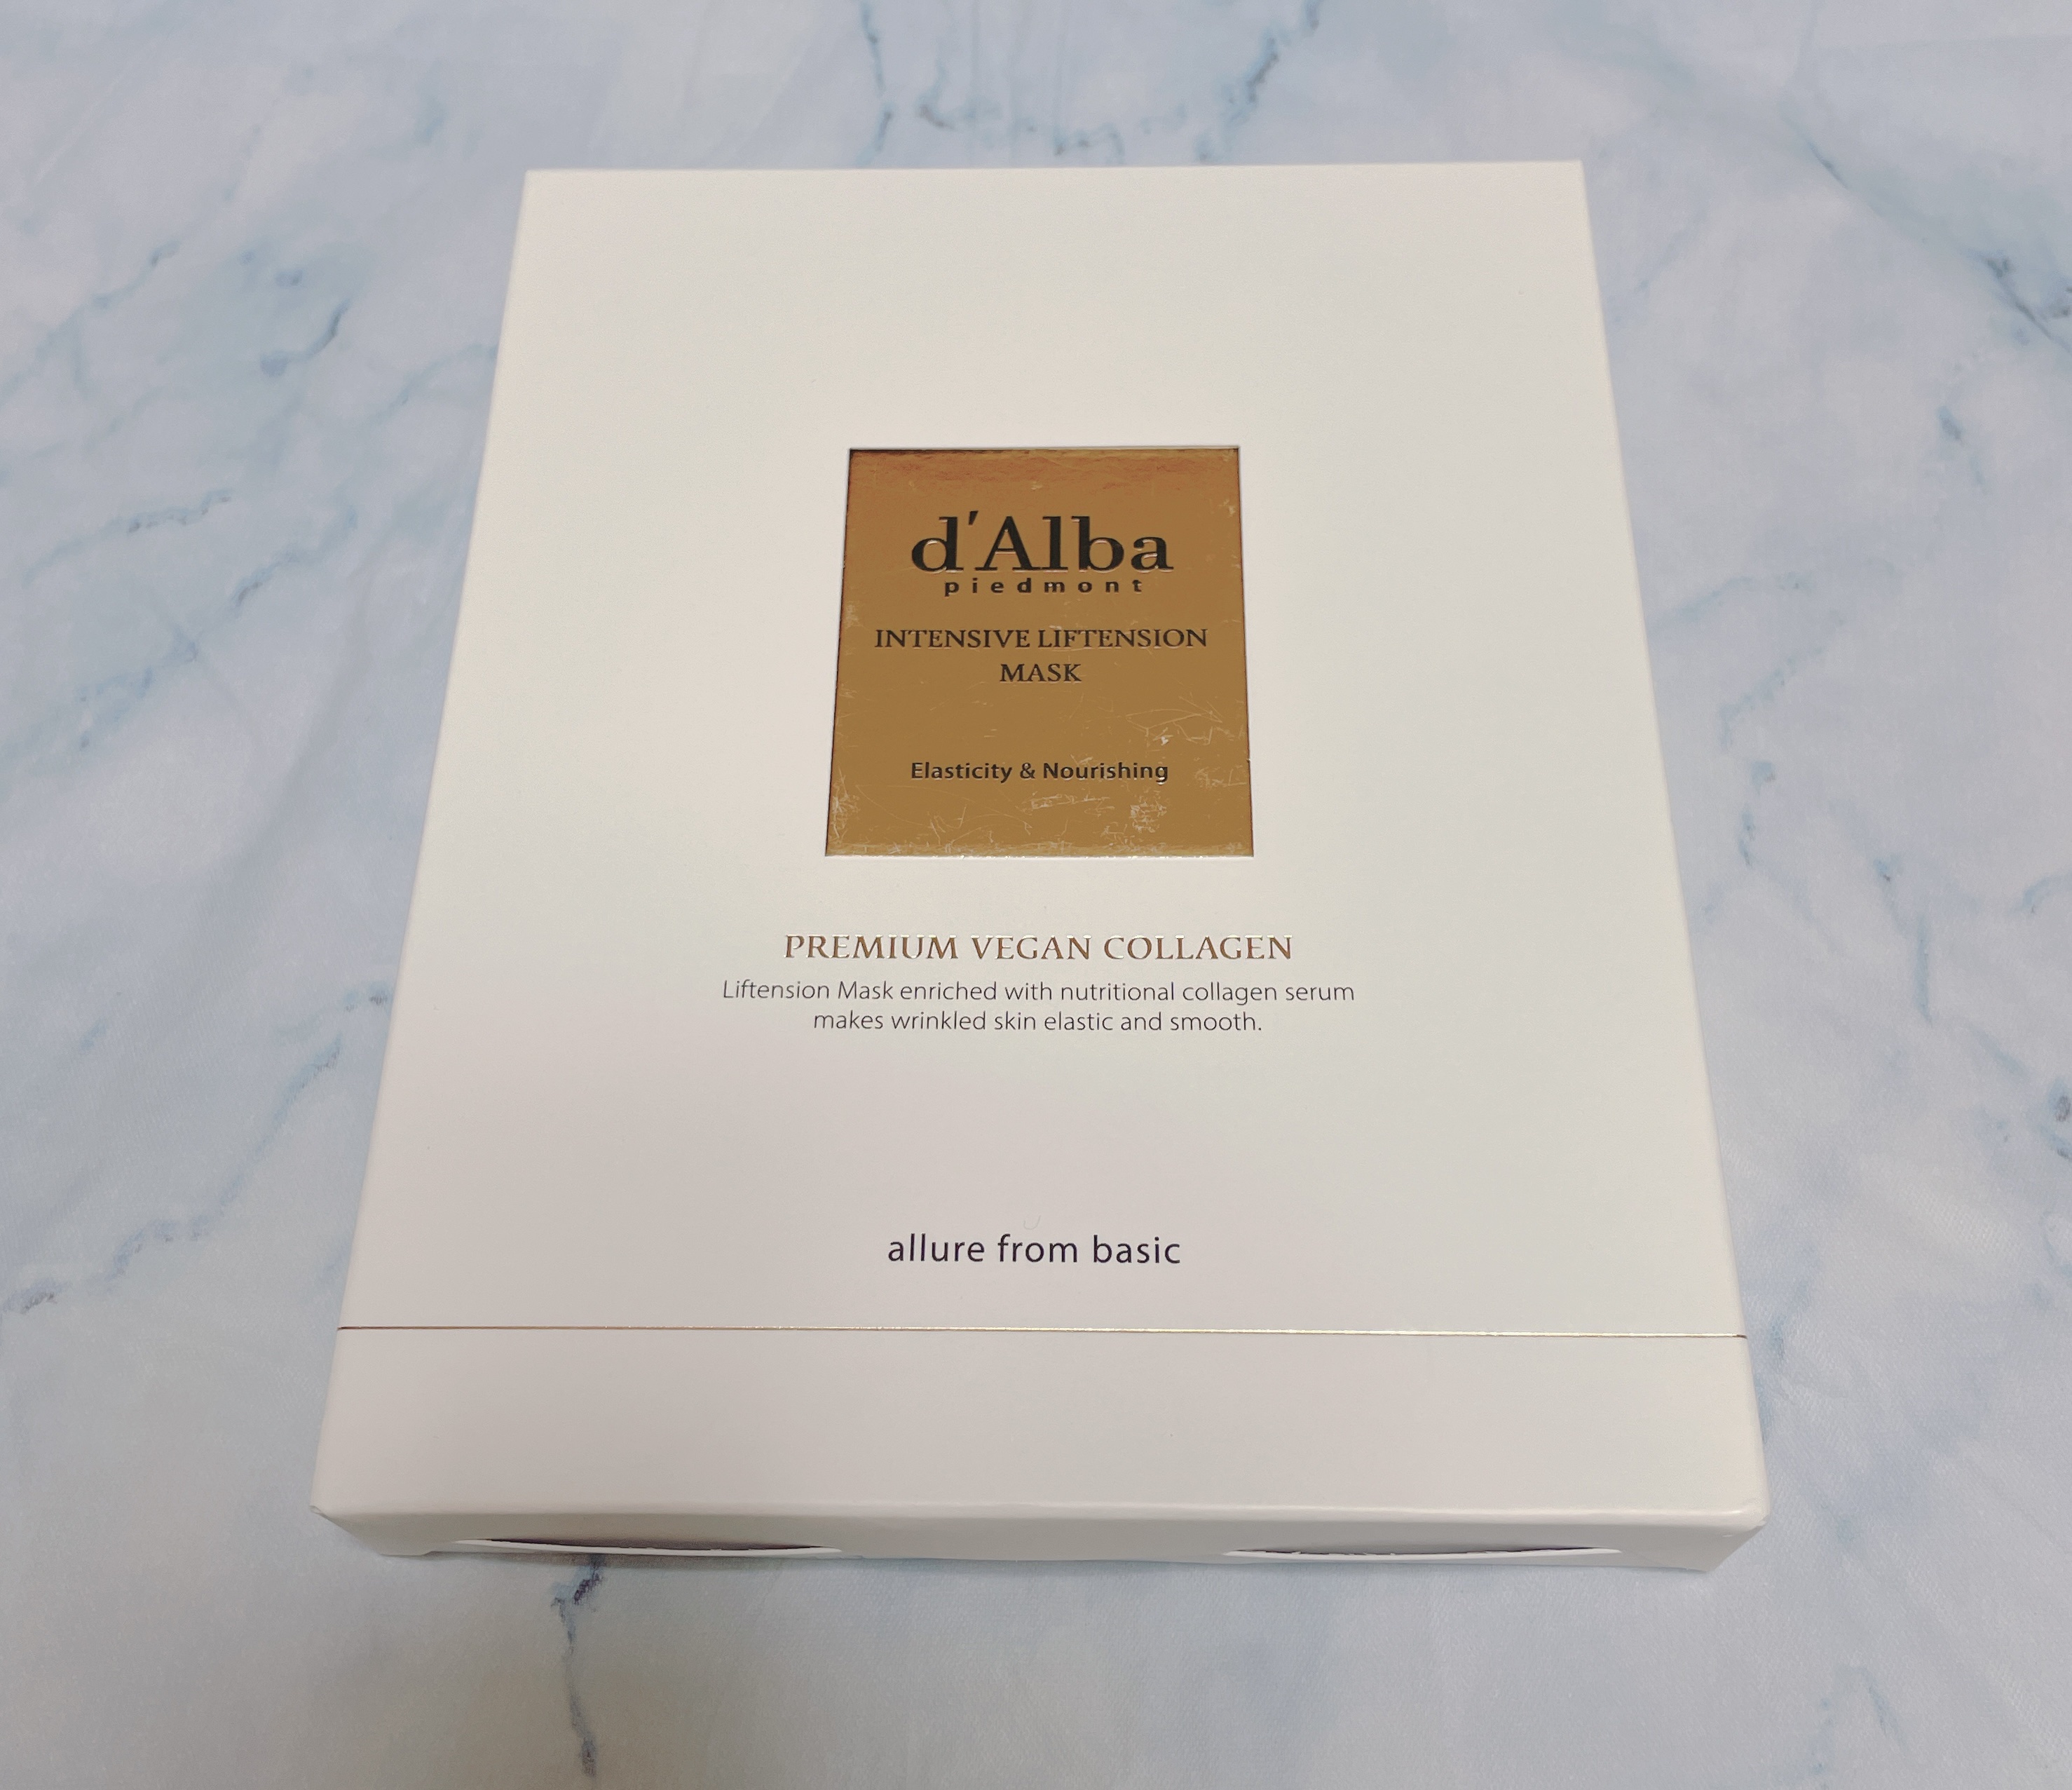 d'Alba
piedmont
INTENSIVE LIFTENSION
MASK
Elasticity & Nourishing
PREMIUM VEGAN COLLAGEN
Liftension Mask enriched with nutritional collagen serum
makes wrinkled skin elastic and smooth.
allure from basic